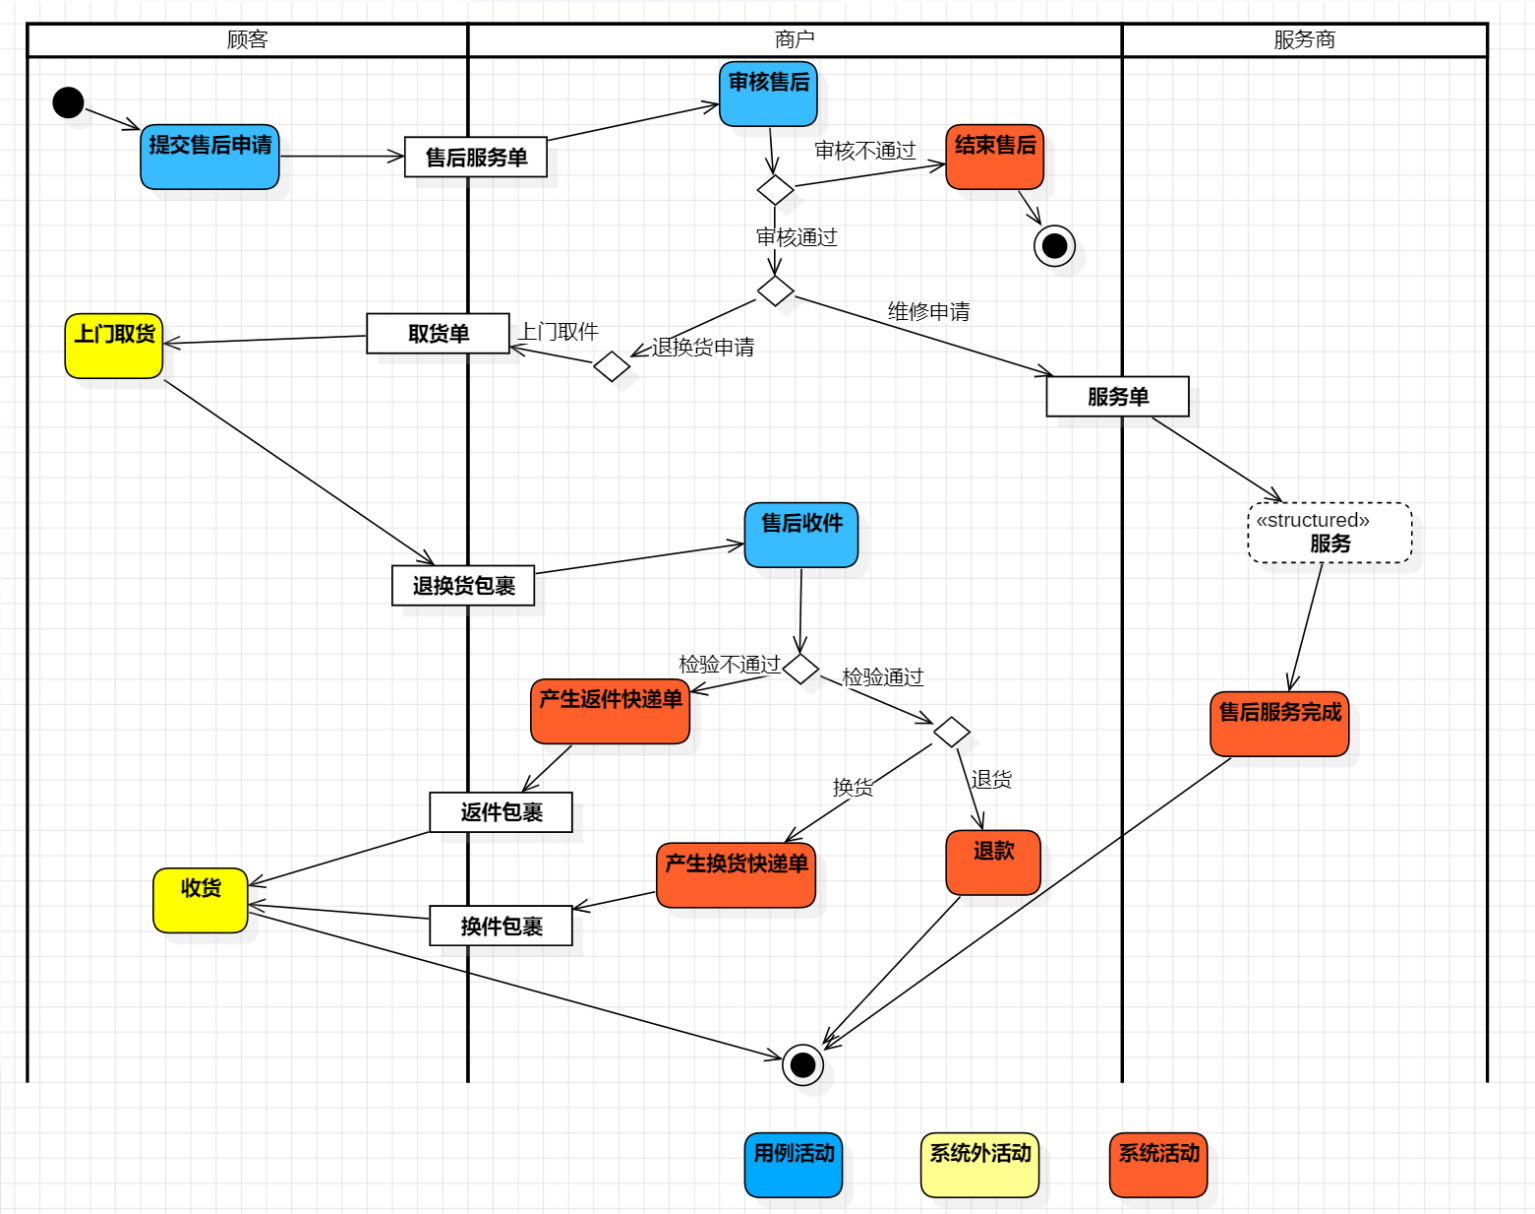 顾客
商户
服务商
审核售后
提交售后申请
售后服务单
审核不通过
结束售后
审核通过
维修申请
上门取货
取货单
上门取件
退换货申请
服务单
售后收件
«structured»
服务
退换货包裹
检验不通过
检验通过
产生返件快递单
售后服务完成
换货
退货
返件包裹
产生换货快递单
退款
收货
换件包裹
用例活动
系统外活动
系统活动